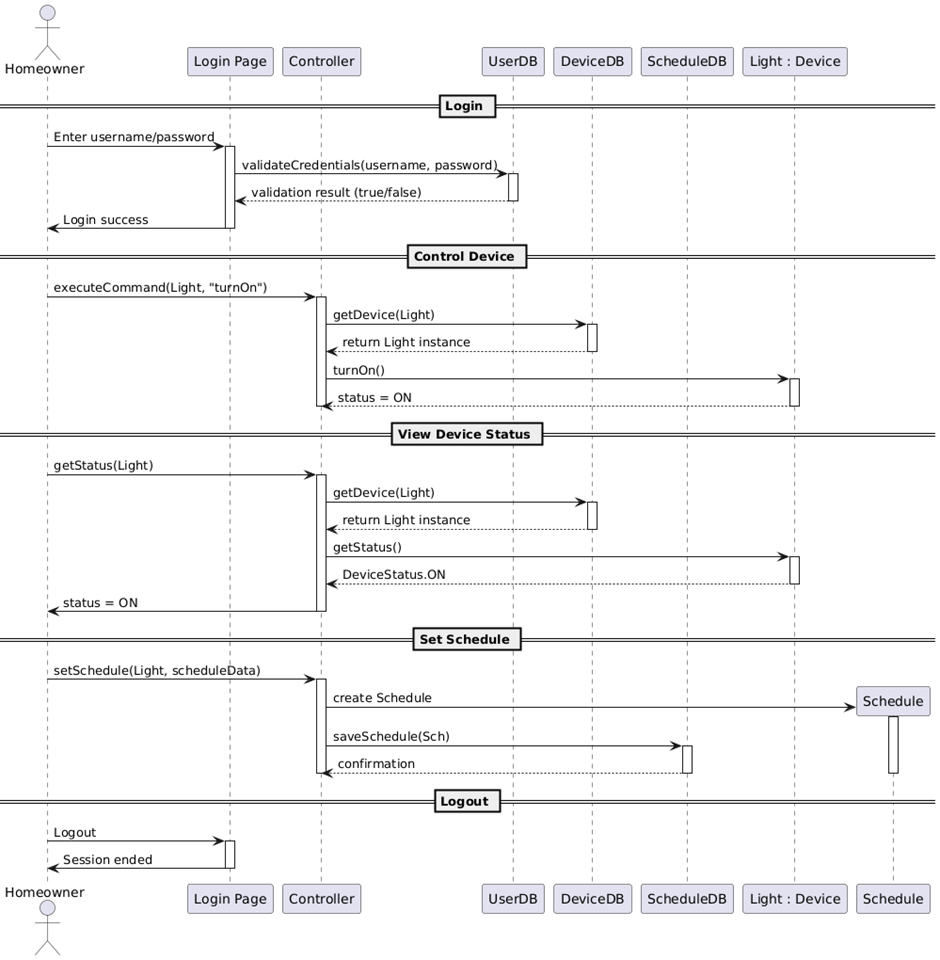 Homeowner
Login Page
Controller
UserDB
DeviceDB
ScheduleDB
Light : Device
Login
Enter username/password
validateCredentials(username, password)
validation result (true/false)
Login success
Control Device
executeCommand(Light, "turnOn")
getDevice(Light)
return Light instance
turnOn()
status = ON
View Device Status
getStatus(Light)
getDevice(Light)
return Light instance
getStatus()
DeviceStatus.ON
status = ON
Set Schedule
setSchedule(Light, scheduleData)
create Schedule
Schedule
saveSchedule(Sch)
confirmation
Logout
Logout
Session ended
Homeowner
Login Page
Controller
UserDB
DeviceDB
ScheduleDB
Light : Device
Schedule